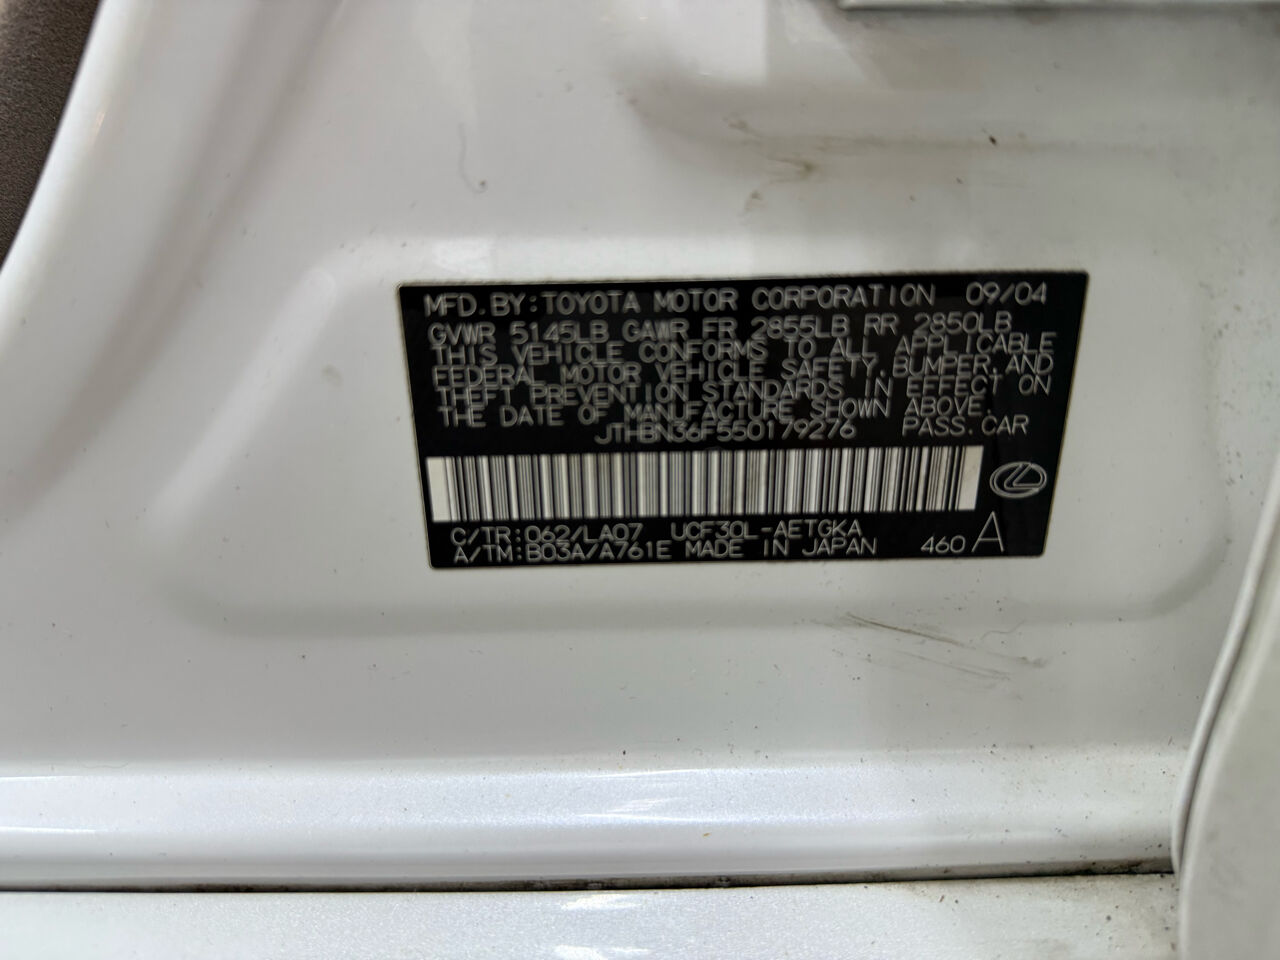 MFD.BY:TOYOTA MOTOR CORPORATION 09/04
GVWR 5145LB GAWR FR 2855LB RR 2850LB
THIS VEHICLE CONFORMS TO ALL APPLICABLE
FEDERAL MOTOR VEHICLE SAFETY,BUMPER,AND
THEFT PREVENTION STANDARDS IN EFFECT ON
THE DATE OF MANUFACTURE SHOWN ABOVE.
JTHBN36F550179276 PASS.CAR
C/TR:062/LA07 UCF30L-AETGKA
A/TM:B03A/A761E MADE IN JAPAN 460 A